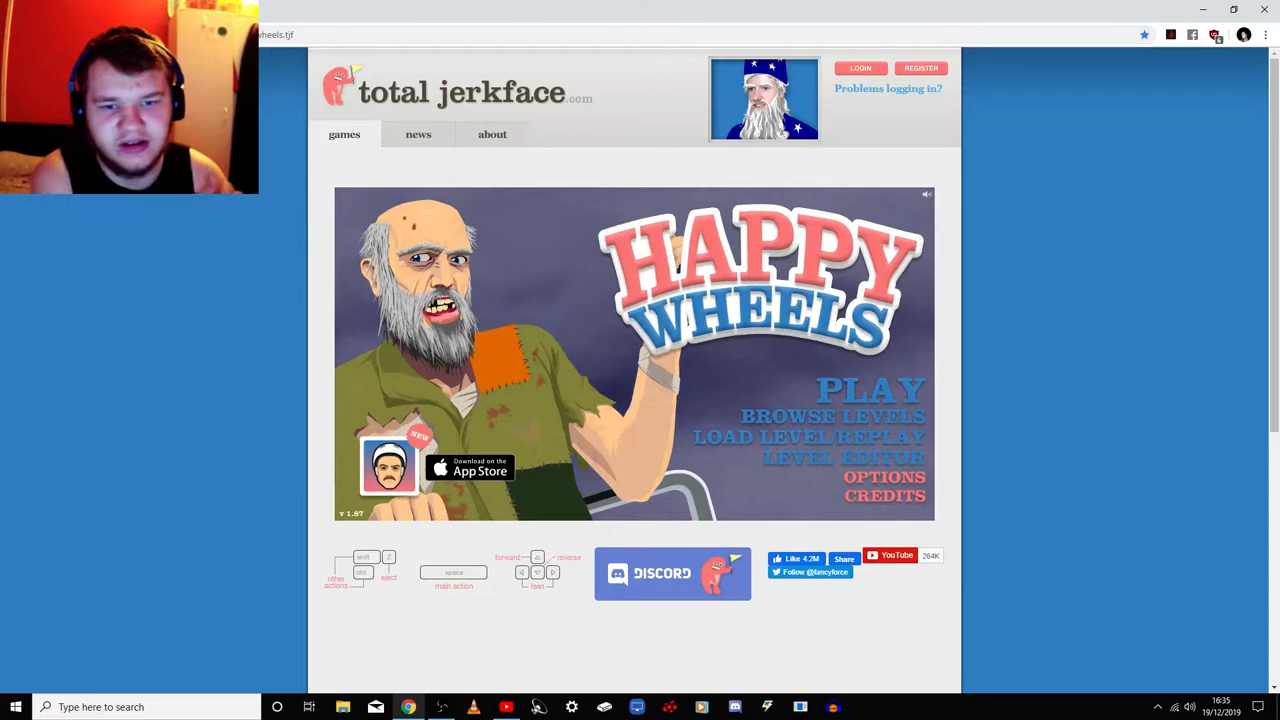 heels.tjf
total jerkface.com
LOGIN
REGISTER
Problems logging in?
games
news
about
HAPPY
WHEELS
PLAY
BROWSE LEVELS
LOAD LEVEL/REPLAY
LEVEL EDITOR
OPTIONS
CREDITS
NEW
Download on the
App Store
v 1.87
shift
Z
ctrl
other
actions
eject
space
main action
forward
reverse
lean
DISCORD
Like 4.2M
Share
YouTube
264K
Follow @fancyforce
Type here to search
16:35
19/12/2019